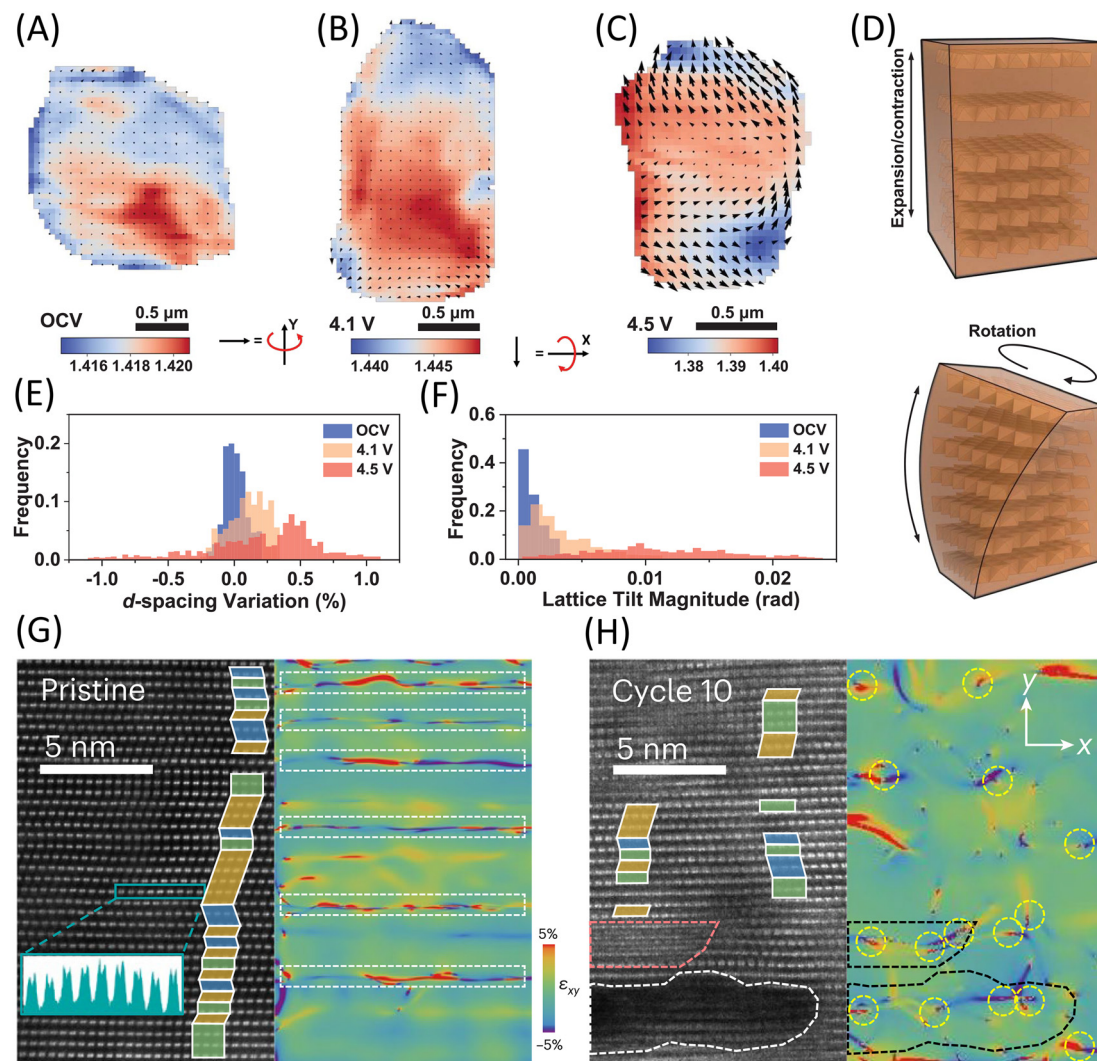 (A)
(B)
(C)
(D)
Expansion/contraction
OCV
0.5 µm
1.416 1.418 1.420
=
Y
4.1 V
0.5 µm
1.440 1.445
=
X
4.5 V
0.5 µm
1.38 1.39 1.40
Rotation
(E)
Frequency
0.2
0.1
0.0
OCV
4.1 V
4.5 V
-1.0 -0.5 0.0 0.5 1.0
d-spacing Variation (%)
(F)
Frequency
0.6
0.4
0.2
0.0
OCV
4.1 V
4.5 V
0.00 0.01 0.02
Lattice Tilt Magnitude (rad)
(G)
Pristine
5 nm
5%
εxy
−5%
(H)
Cycle 10
5 nm
y
x